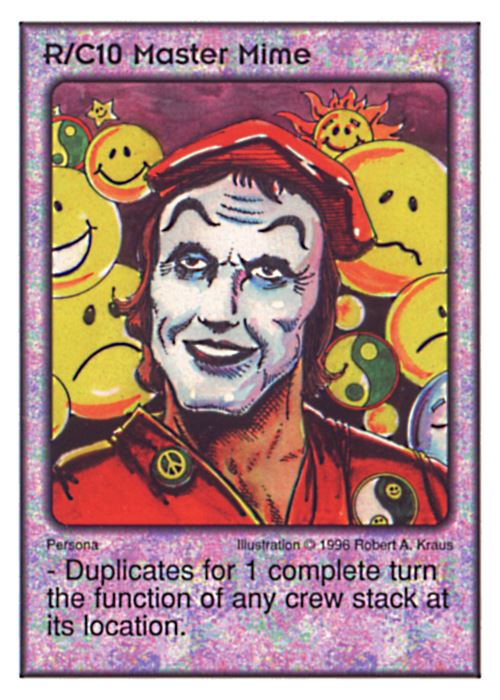 R/C10 Master Mime
Persona Illustration © 1996 Robert A. Kraus
- Duplicates for 1 complete turn
the function of any crew stack at
its location.